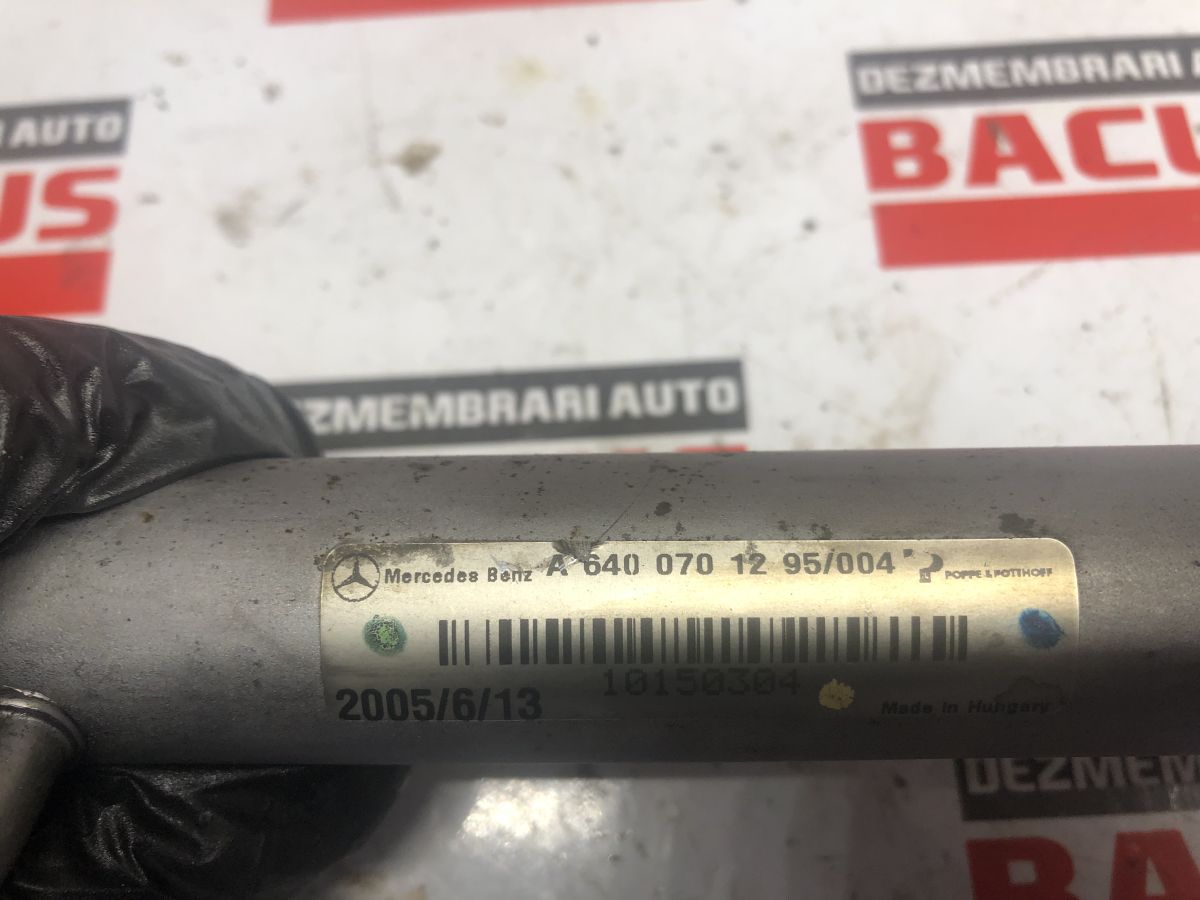 DEZMEMBRARI A
BACU
AUTO
US
DEZMEMBRARI AUTO
Mercedes Benz A 640 070 12 95/004 POPPE & POTTHOFF
10150304
2005/6/13
Made in Hungary
DEZMEM
BA